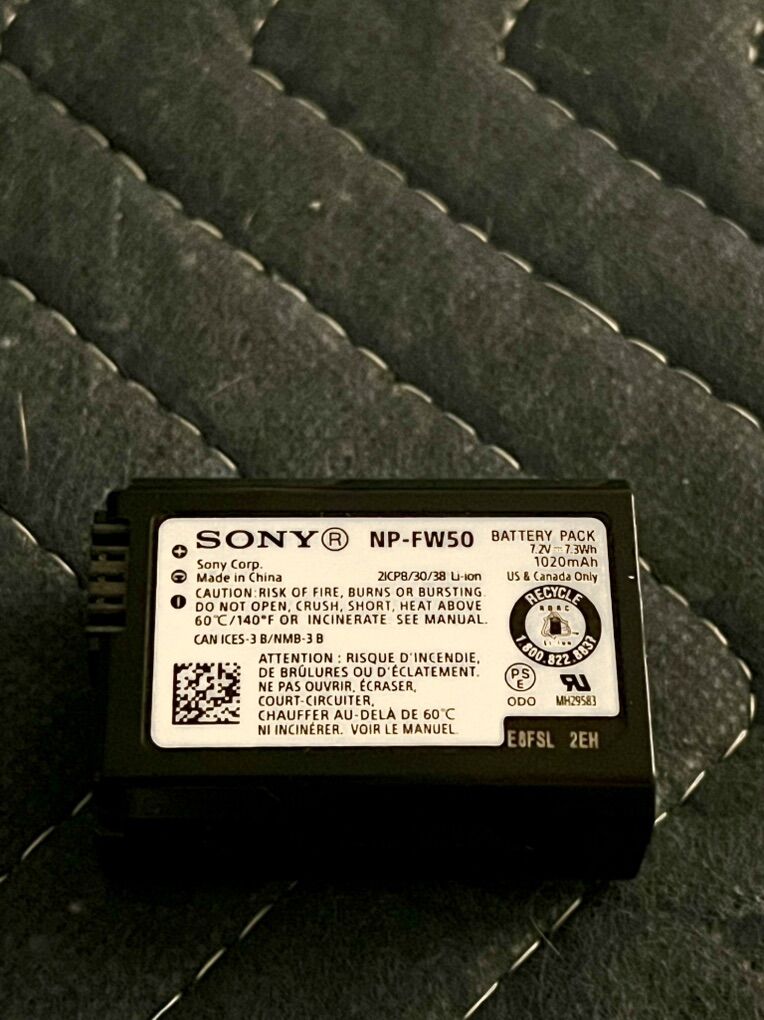 SONY® NP-FW50 BATTERY PACK
7.2V ⎓ 7.3Wh
Sony Corp. 1020mAh
Made in China 2ICP8/30/38 Li-ion US & Canada Only
CAUTION:RISK OF FIRE, BURNS OR BURSTING.
DO NOT OPEN, CRUSH, SHORT, HEAT ABOVE
60℃/140°F OR INCINERATE. SEE MANUAL.
CAN ICES-3 B/NMB-3 B
ATTENTION : RISQUE D'INCENDIE,
DE BRÛLURES OU D'ÉCLATEMENT.
NE PAS OUVRIR, ÉCRASER,
COURT-CIRCUITER,
CHAUFFER AU-DELÀ DE 60℃
NI INCINÉRER. VOIR LE MANUEL.
RECYCLE
RBRC
Li-ion
1.800.822.8837
PS
E
ODO MH29583
E8FSL 2EH